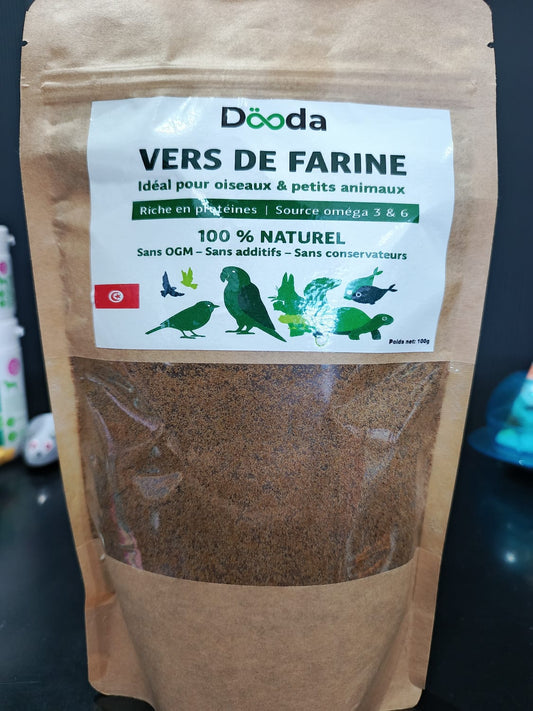 Dööda
VERS DE FARINE
Idéal pour oiseaux & petits animaux
Riche en protéines | Source oméga 3 & 6
100 % NATUREL
Sans OGM – Sans additifs – Sans conservateurs
Poids net: 100g